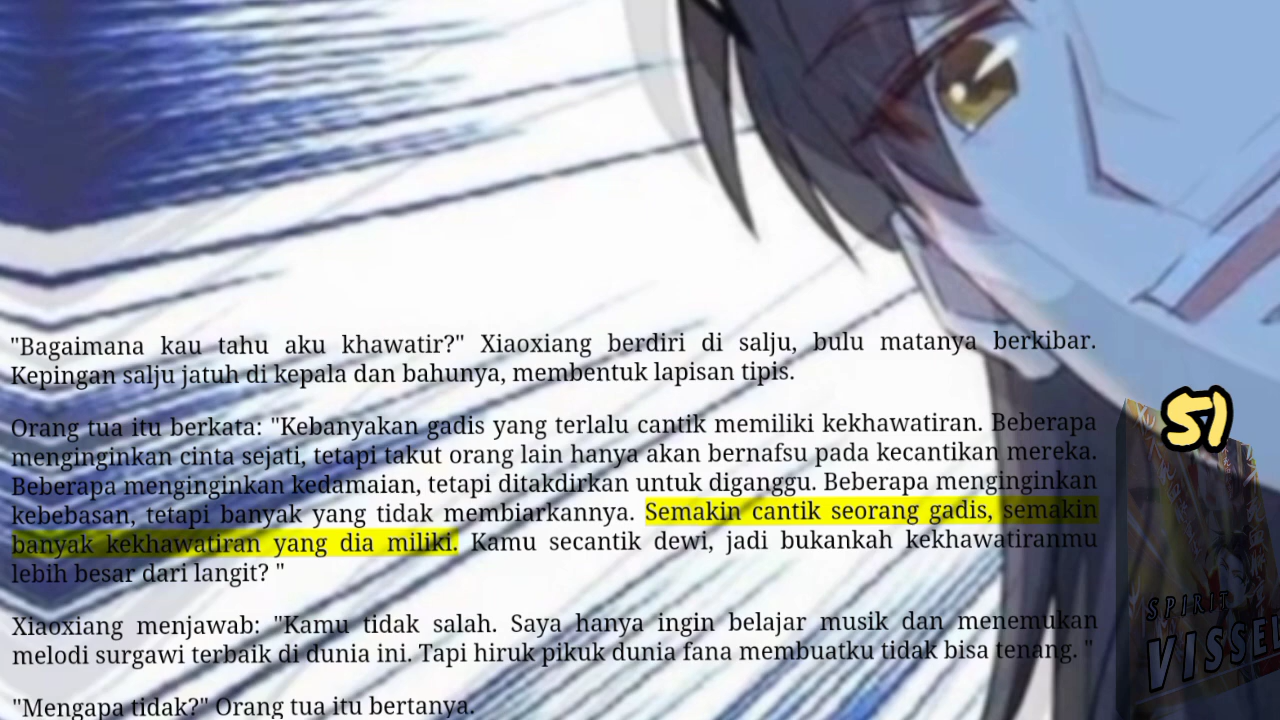 "Bagaimana kau tahu aku khawatir?" Xiaoxiang berdiri di salju, bulu matanya berkibar.
Kepingan salju jatuh di kepala dan bahunya, membentuk lapisan tipis.
Orang tua itu berkata: "Kebanyakan gadis yang terlalu cantik memiliki kekhawatiran. Beberapa
menginginkan cinta sejati, tetapi takut orang lain hanya akan bernafsu pada kecantikan mereka.
Beberapa menginginkan kedamaian, tetapi ditakdirkan untuk diganggu. Beberapa menginginkan
kebebasan, tetapi banyak yang tidak membiarkannya. Semakin cantik seorang gadis, semakin
banyak kekhawatiran yang dia miliki. Kamu secantik dewi, jadi bukankah kekhawatiranmu
lebih besar dari langit? "
Xiaoxiang menjawab: "Kamu tidak salah. Saya hanya ingin belajar musik dan menemukan
melodi surgawi terbaik di dunia ini. Tapi hiruk pikuk dunia fana membuatku tidak bisa tenang. "
"Mengapa tidak?" Orang tua itu bertanya.
51
SPIRIT
VISSEL